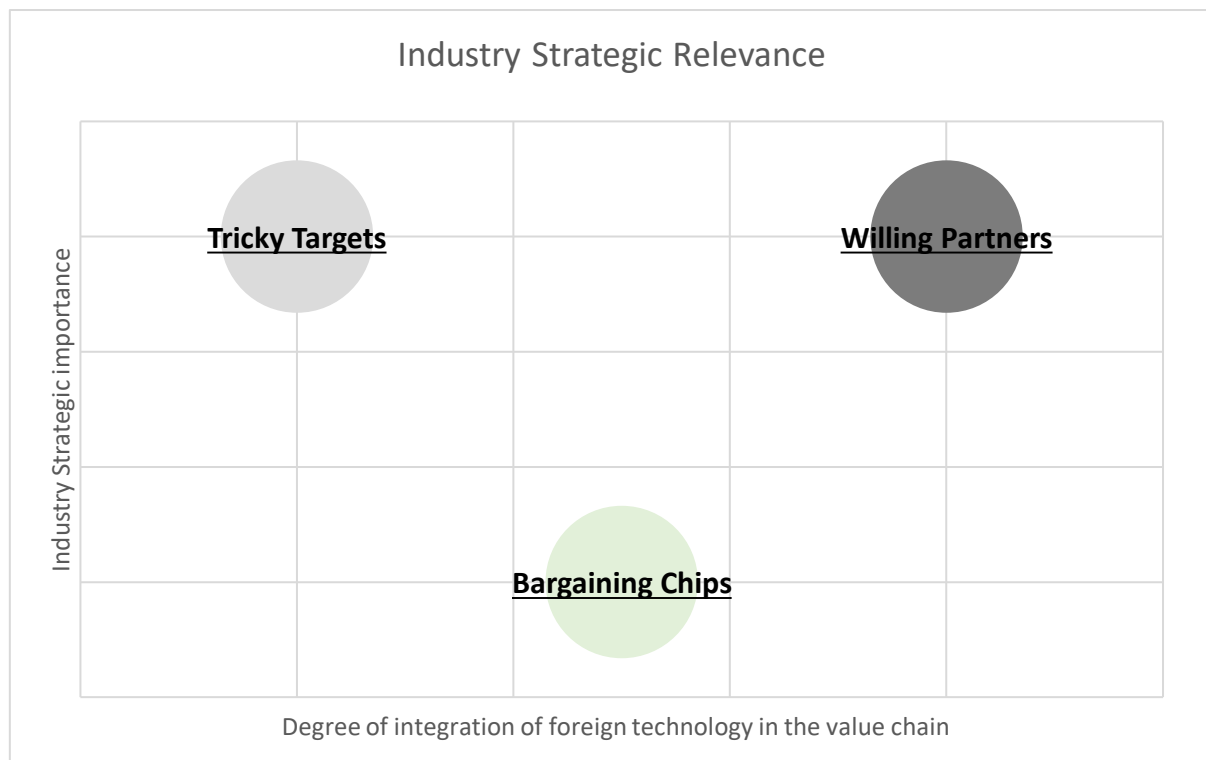 Industry Strategic Relevance
Tricky Targets
Willing Partners
Industry Strategic importance
Bargaining Chips
Degree of integration of foreign technology in the value chain